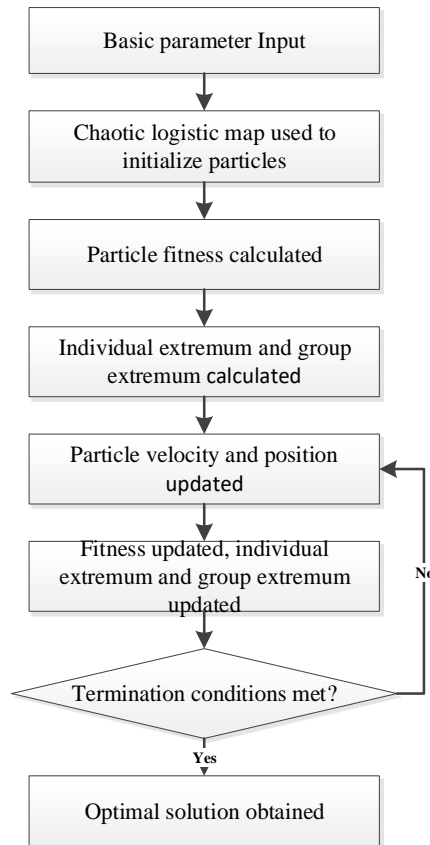 Basic parameter Input
Chaotic logistic map used to
initialize particles
Particle fitness calculated
Individual extremum and group
extremum calculated
Particle velocity and position
updated
Fitness updated, individual
extremum and group extremum
updated
No
Termination conditions met?
Yes
Optimal solution obtained